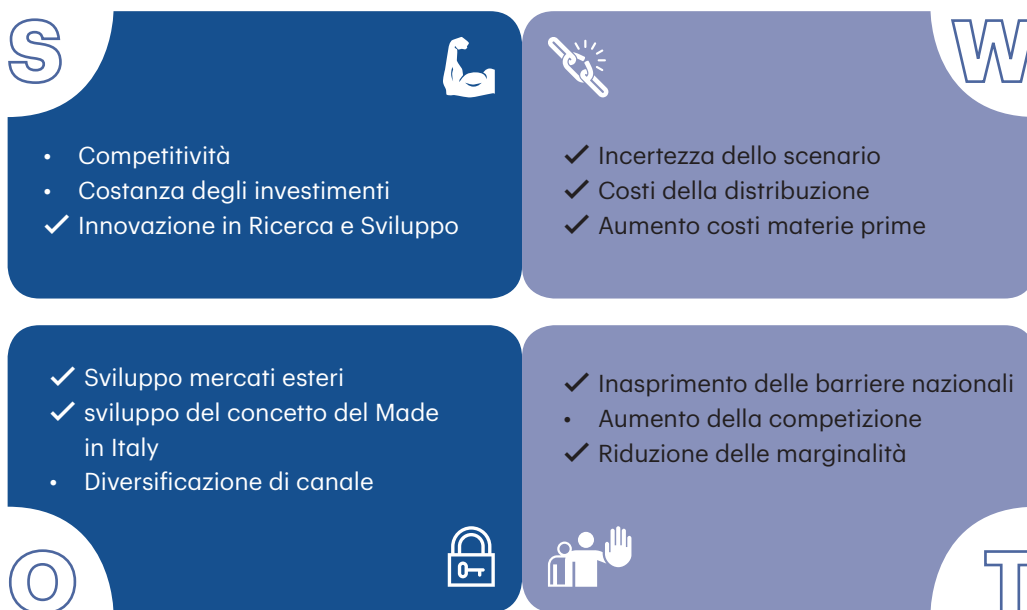 S
W
• Competitività
• Costanza degli investimenti
✓ Innovazione in Ricerca e Sviluppo
✓ Incertezza dello scenario
✓ Costi della distribuzione
✓ Aumento costi materie prime
✓ Sviluppo mercati esteri
✓ sviluppo del concetto del Made
in Italy
• Diversificazione di canale
✓ Inasprimento delle barriere nazionali
• Aumento della competizione
✓ Riduzione delle marginalità
O
T